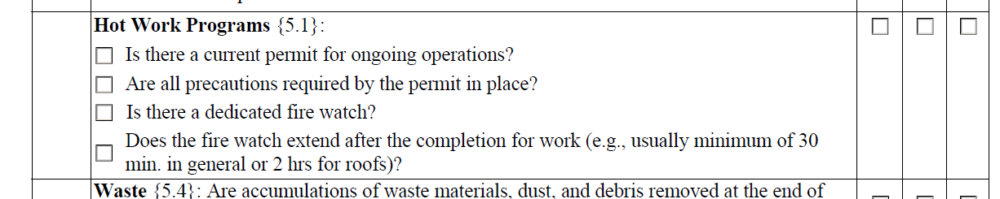 Hot Work Programs {5.1}:
Is there a current permit for ongoing operations?
Are all precautions required by the permit in place?
Is there a dedicated fire watch?
Does the fire watch extend after the completion for work (e.g., usually minimum of 30
min. in general or 2 hrs for roofs)?
Waste {5.4}: Are accumulations of waste materials, dust, and debris removed at the end of